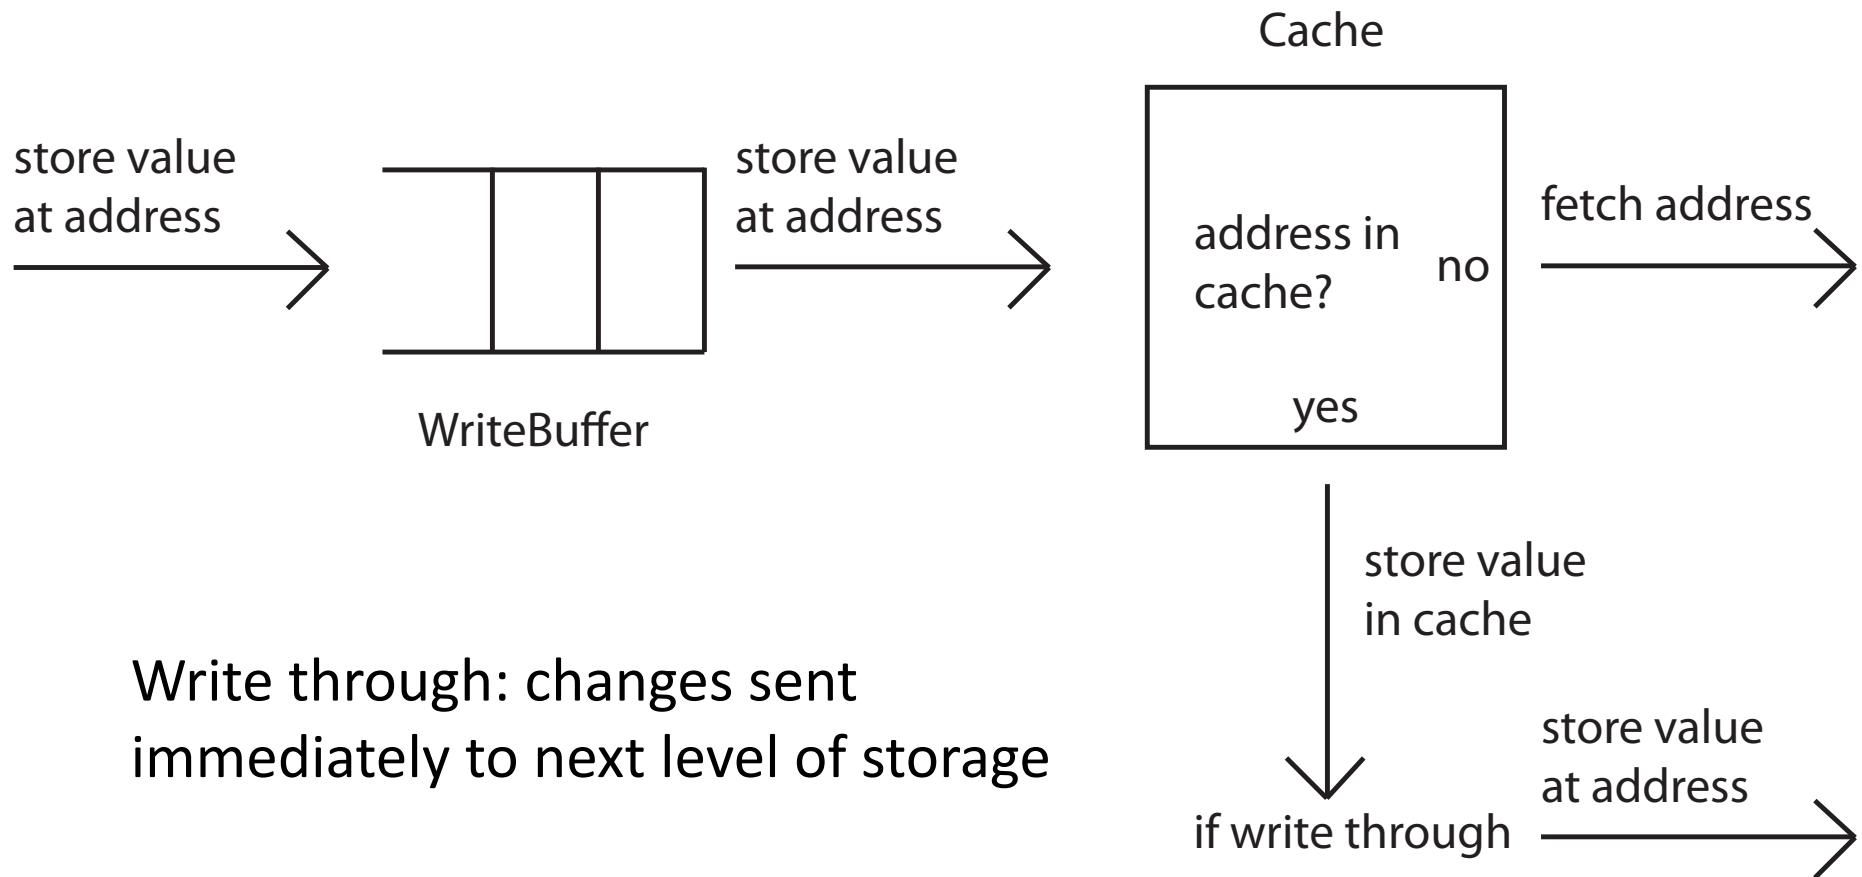 Cache
store value
at address
WriteBuffer
store value
at address
address in
cache?
no
yes
fetch address
store value
in cache
if write through
store value
at address
Write through: changes sent
immediately to next level of storage